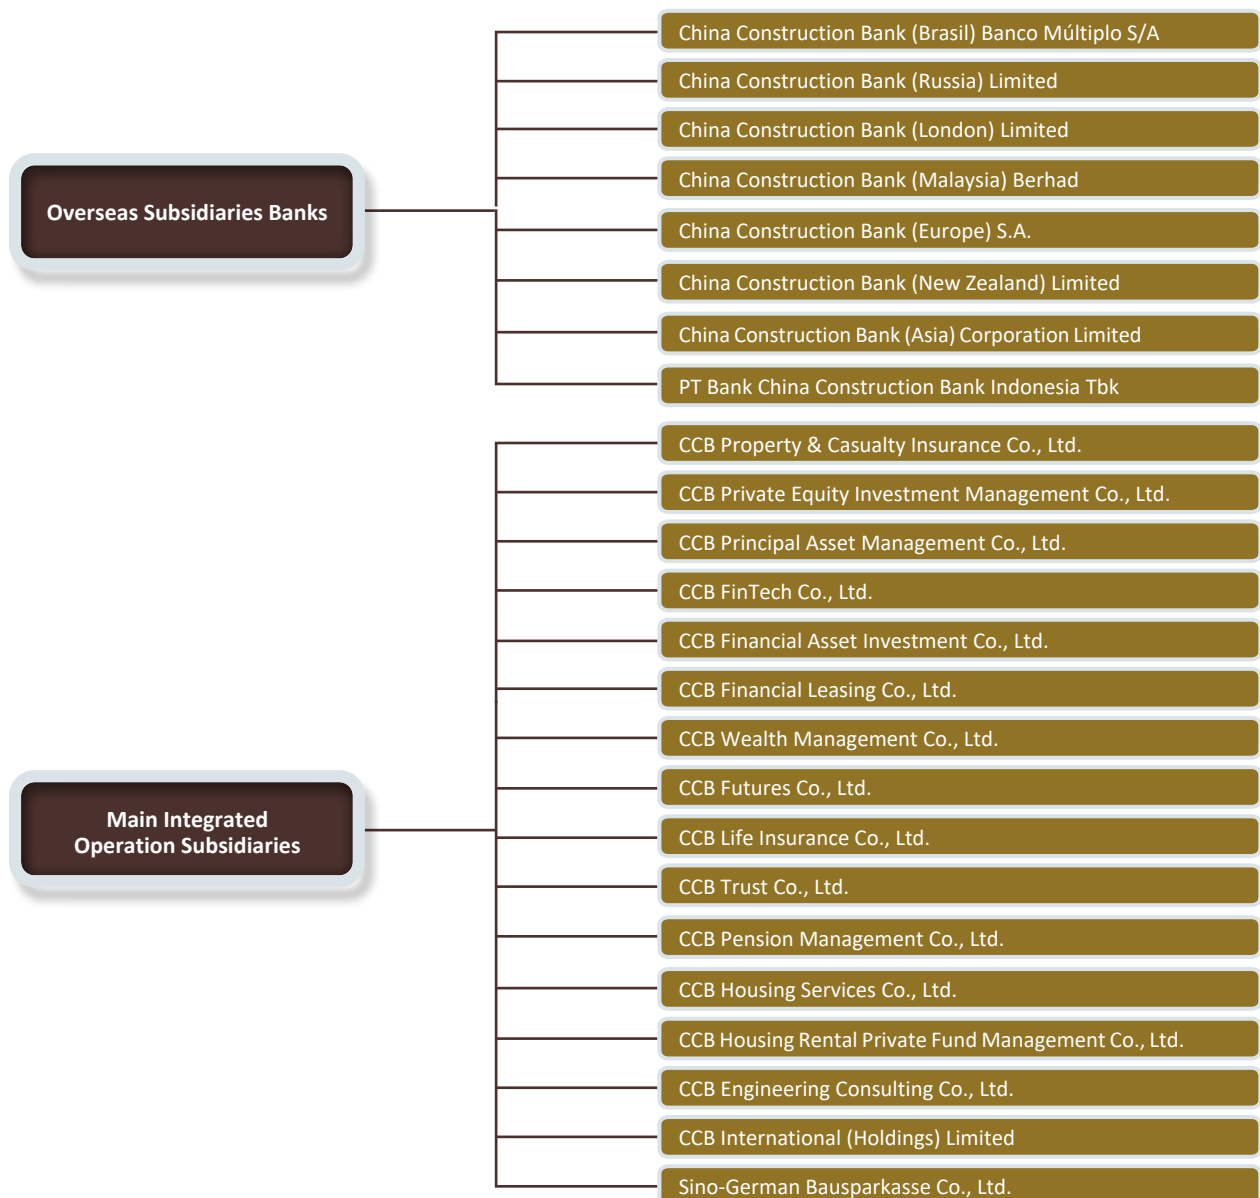 Overseas Subsidiaries Banks
China Construction Bank (Brasil) Banco Múltiplo S/A
China Construction Bank (Russia) Limited
China Construction Bank (London) Limited
China Construction Bank (Malaysia) Berhad
China Construction Bank (Europe) S.A.
China Construction Bank (New Zealand) Limited
China Construction Bank (Asia) Corporation Limited
PT Bank China Construction Bank Indonesia Tbk
Main Integrated
Operation Subsidiaries
CCB Property & Casualty Insurance Co., Ltd.
CCB Private Equity Investment Management Co., Ltd.
CCB Principal Asset Management Co., Ltd.
CCB FinTech Co., Ltd.
CCB Financial Asset Investment Co., Ltd.
CCB Financial Leasing Co., Ltd.
CCB Wealth Management Co., Ltd.
CCB Futures Co., Ltd.
CCB Life Insurance Co., Ltd.
CCB Trust Co., Ltd.
CCB Pension Management Co., Ltd.
CCB Housing Services Co., Ltd.
CCB Housing Rental Private Fund Management Co., Ltd.
CCB Engineering Consulting Co., Ltd.
CCB International (Holdings) Limited
Sino-German Bausparkasse Co., Ltd.